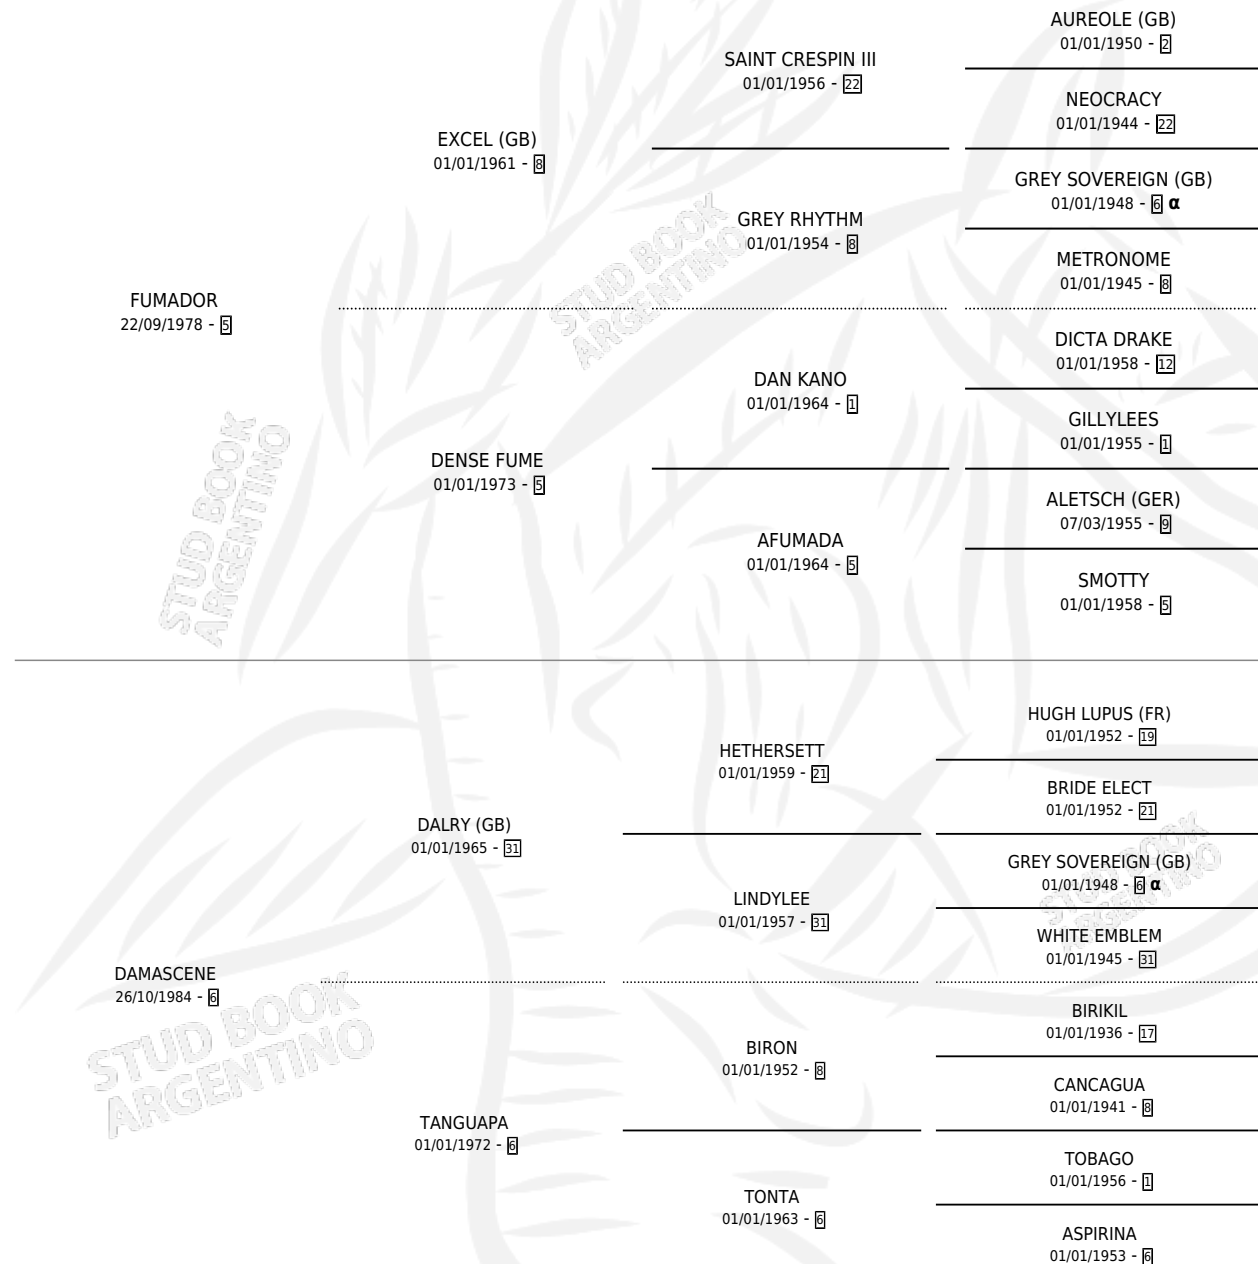 AUREOLE (GB)
01/01/1950 - 2
SAINT CRESPIN III
01/01/1956 - 22
NEOCRACY
01/01/1944 - 22
EXCEL (GB)
01/01/1961 - 8
GREY SOVEREIGN (GB)
01/01/1948 - 6 α
GREY RHYTHM
01/01/1954 - 8
METRONOME
01/01/1945 - 8
STUD BOOK
ARGENTINO
FUMADOR
22/09/1978 - 5
DICTA DRAKE
01/01/1958 - 12
DAN KANO
01/01/1964 - 1
GILLYLEES
01/01/1955 - 1
DENSE FUME
01/01/1973 - 5
ALETSCH (GER)
07/03/1955 - 9
AFUMADA
01/01/1964 - 5
SMOTTY
01/01/1958 - 5
STUD BOOK
ARGENTINO
HUGH LUPUS (FR)
01/01/1952 - 19
HETHERSETT
01/01/1959 - 21
BRIDE ELECT
01/01/1952 - 21
DALRY (GB)
01/01/1965 - 31
GREY SOVEREIGN (GB)
01/01/1948 - 6 α
LINDYLEE
01/01/1957 - 31
WHITE EMBLEM
01/01/1945 - 31
STUD BOOK
ARGENTINO
DAMASCENE
26/10/1984 - 6
BIRIKIL
01/01/1936 - 17
BIRON
01/01/1952 - 8
CANCAGUA
01/01/1941 - 8
STUD BOOK
ARGENTINO
TANGUAPA
01/01/1972 - 6
TOBAGO
01/01/1956 - 1
TONTA
01/01/1963 - 6
ASPIRINA
01/01/1953 - 6